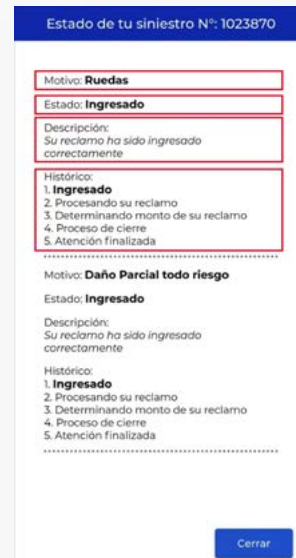 Estado de tu siniestro N°: 1023870
Motivo: Ruedas
Estado: Ingresado
Descripción:
Su reclamo ha sido ingresado
correctamente
Histórico:
1. Ingresado
2. Procesando su reclamo
3. Determinando monto de su reclamo
4. Proceso de cierre
5. Atención finalizada
Motivo: Daño Parcial todo riesgo
Estado: Ingresado
Descripción:
Su reclamo ha sido ingresado
correctamente
Histórico:
1. Ingresado
2. Procesando su reclamo
3. Determinando monto de su reclamo
4. Proceso de cierre
5. Atención finalizada
Cerrar